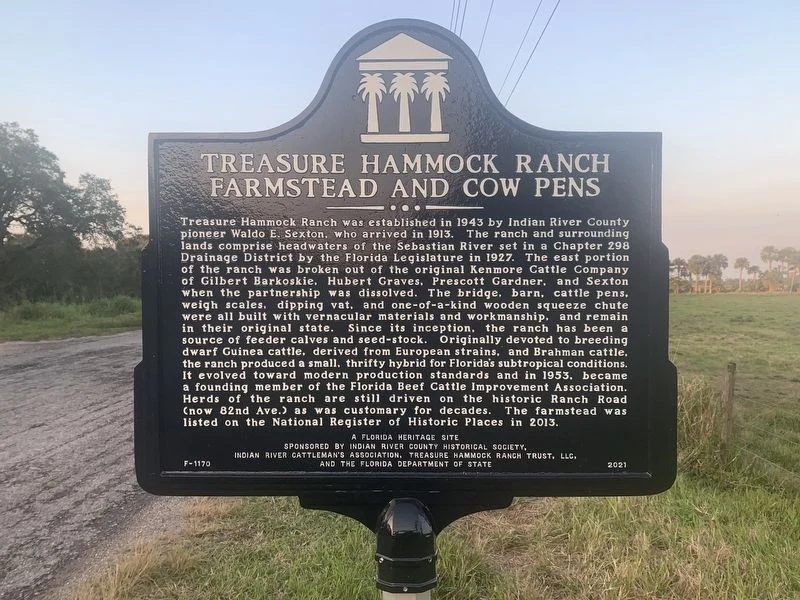 TREASURE HAMMOCK RANCH
FARMSTEAD AND COW PENS
Treasure Hammock Ranch was established in 1943 by Indian River County
pioneer Waldo E. Sexton, who arrived in 1913. The ranch and surrounding
lands comprise headwaters of the Sebastian River set in a Chapter 298
Drainage District by the Florida Legislature in 1927. The east portion
of the ranch was broken out of the original Kenmore Cattle Company
of Gilbert Barkoskie, Hubert Graves, Prescott Gardner, and Sexton
when the partnership was dissolved. The bridge, barn, cattle pens,
weigh scales, dipping vat, and one-of-a-kind wooden squeeze chute
were all built with vernacular materials and workmanship, and remain
in their original state. Since its inception, the ranch has been a
source of feeder calves and seed-stock. Originally devoted to breeding
dwarf Guinea cattle, derived from European strains, and Brahman cattle,
the ranch produced a small, thrifty hybrid for Florida's subtropical conditions.
It evolved toward modern production standards and in 1953, became
a founding member of the Florida Beef Cattle Improvement Association.
Herds of the ranch are still driven on the historic Ranch Road
(now 82nd Ave.) as was customary for decades. The farmstead was
listed on the National Register of Historic Places in 2013.
A FLORIDA HERITAGE SITE
SPONSORED BY INDIAN RIVER COUNTY HISTORICAL SOCIETY,
INDIAN RIVER CATTLEMAN'S ASSOCIATION, TREASURE HAMMOCK RANCH TRUST, LLC,
F-1170 AND THE FLORIDA DEPARTMENT OF STATE 2021